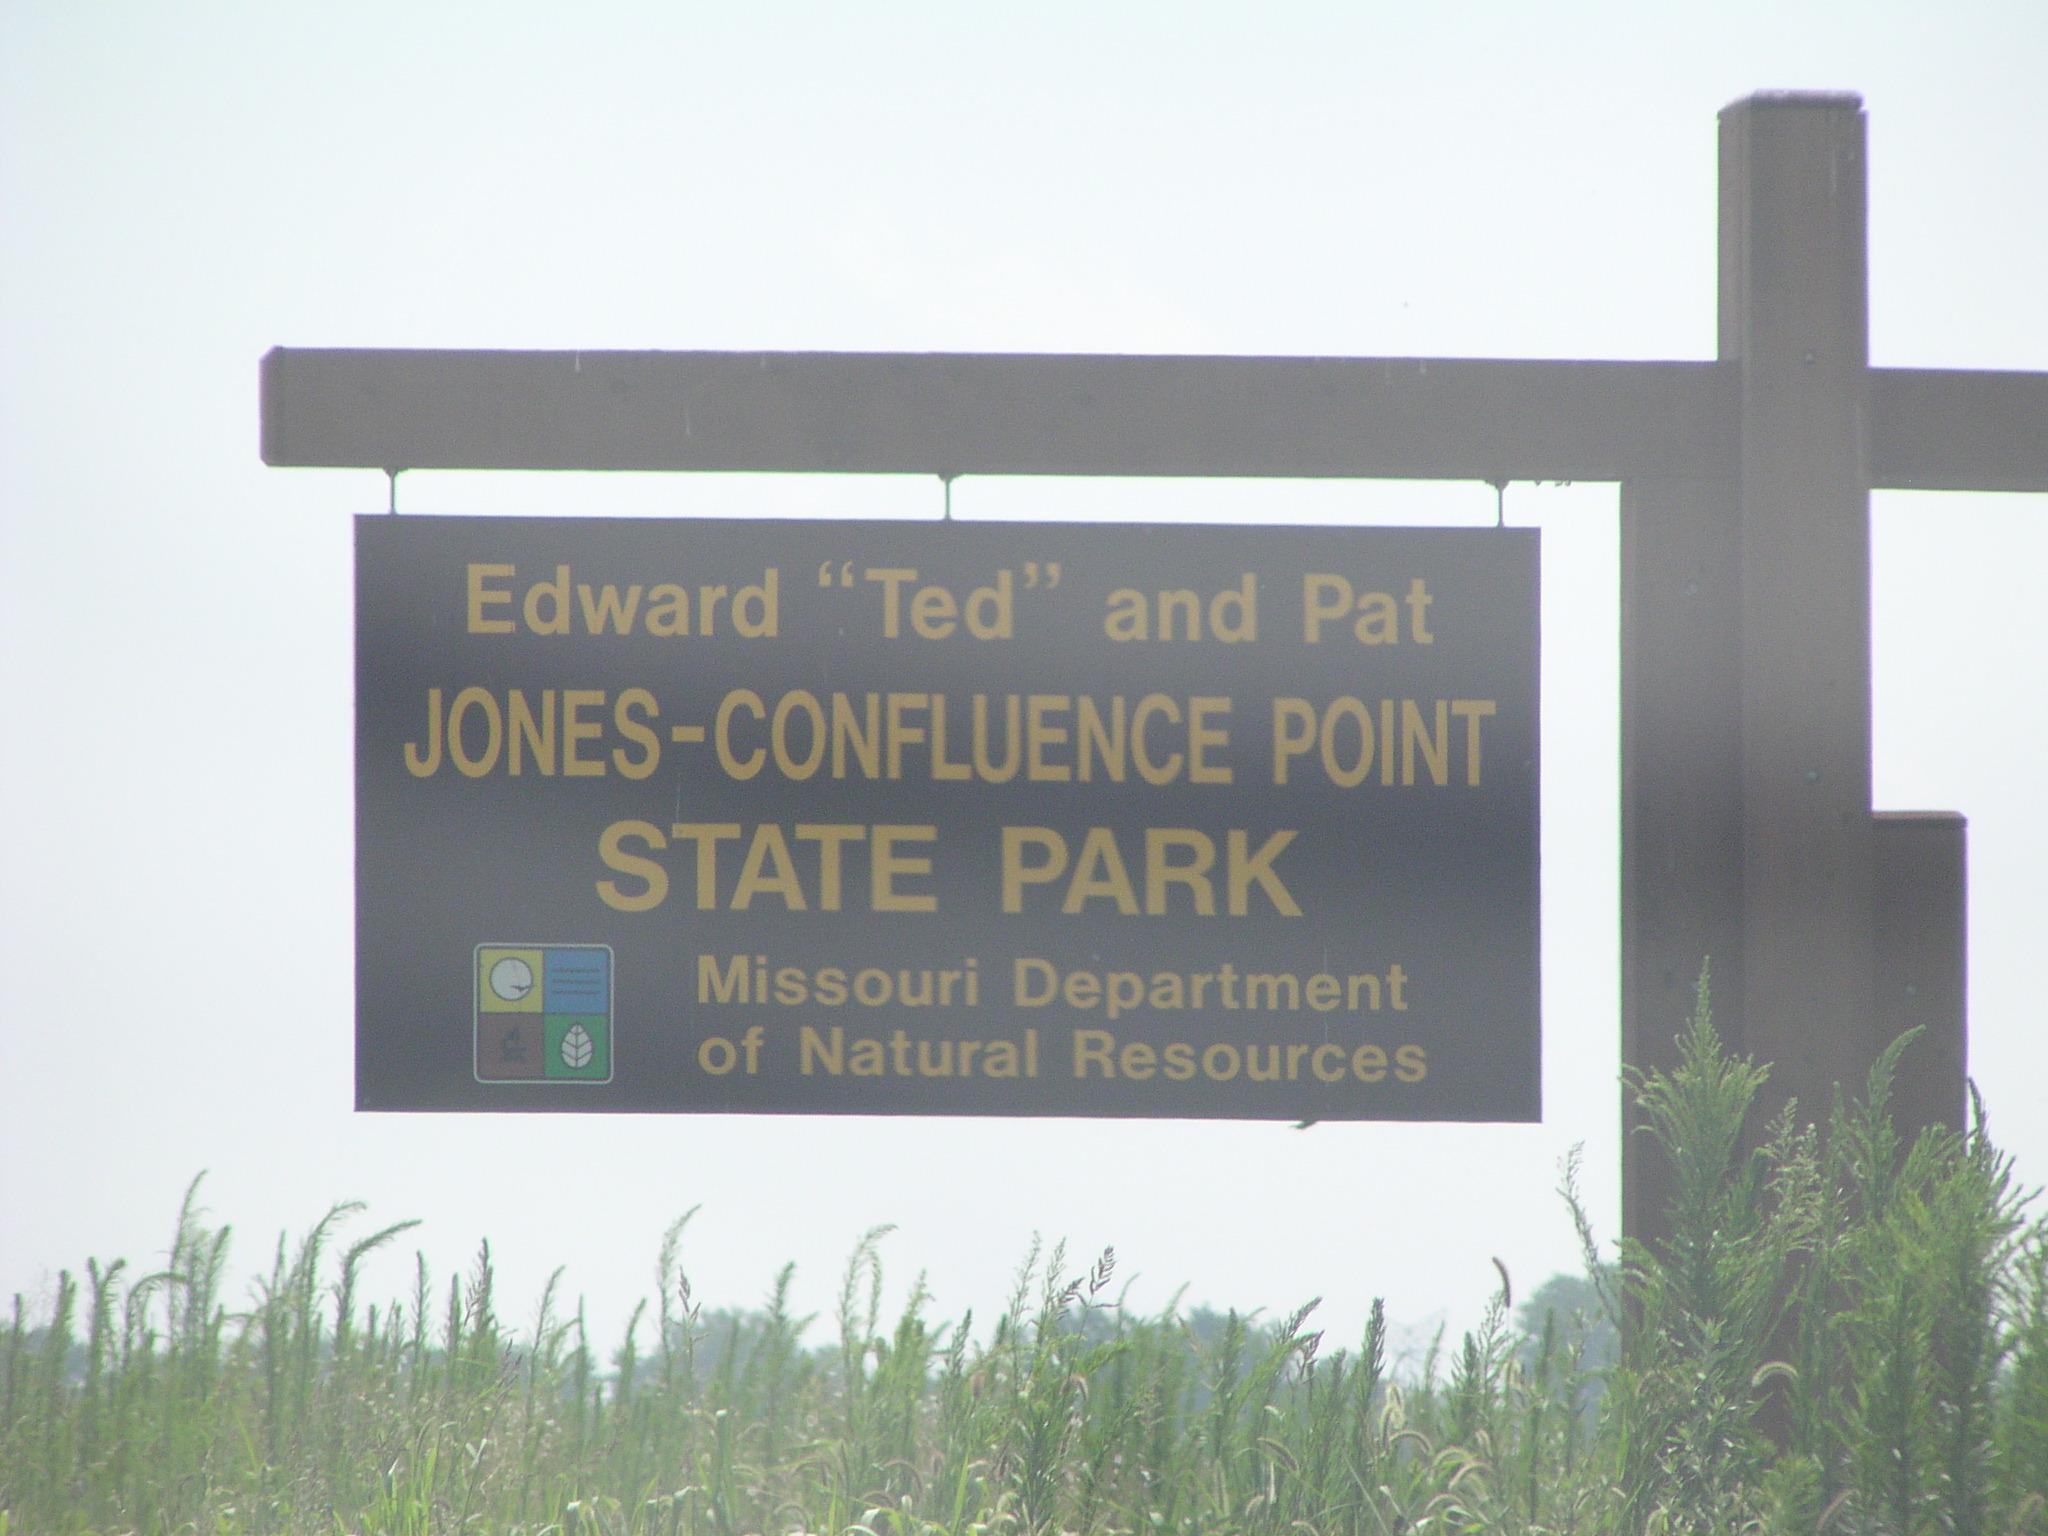 Edward “Ted” and Pat
JONES-CONFLUENCE POINT
STATE PARK
Missouri Department
of Natural Resources